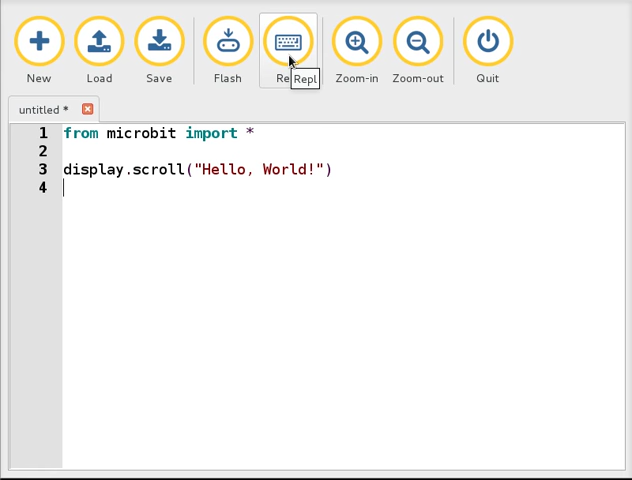 New Load Save Flash Re Zoom-in Zoom-out Quit
Repl
untitled *
1 from microbit import *
2
3 display.scroll("Hello, World!")
4